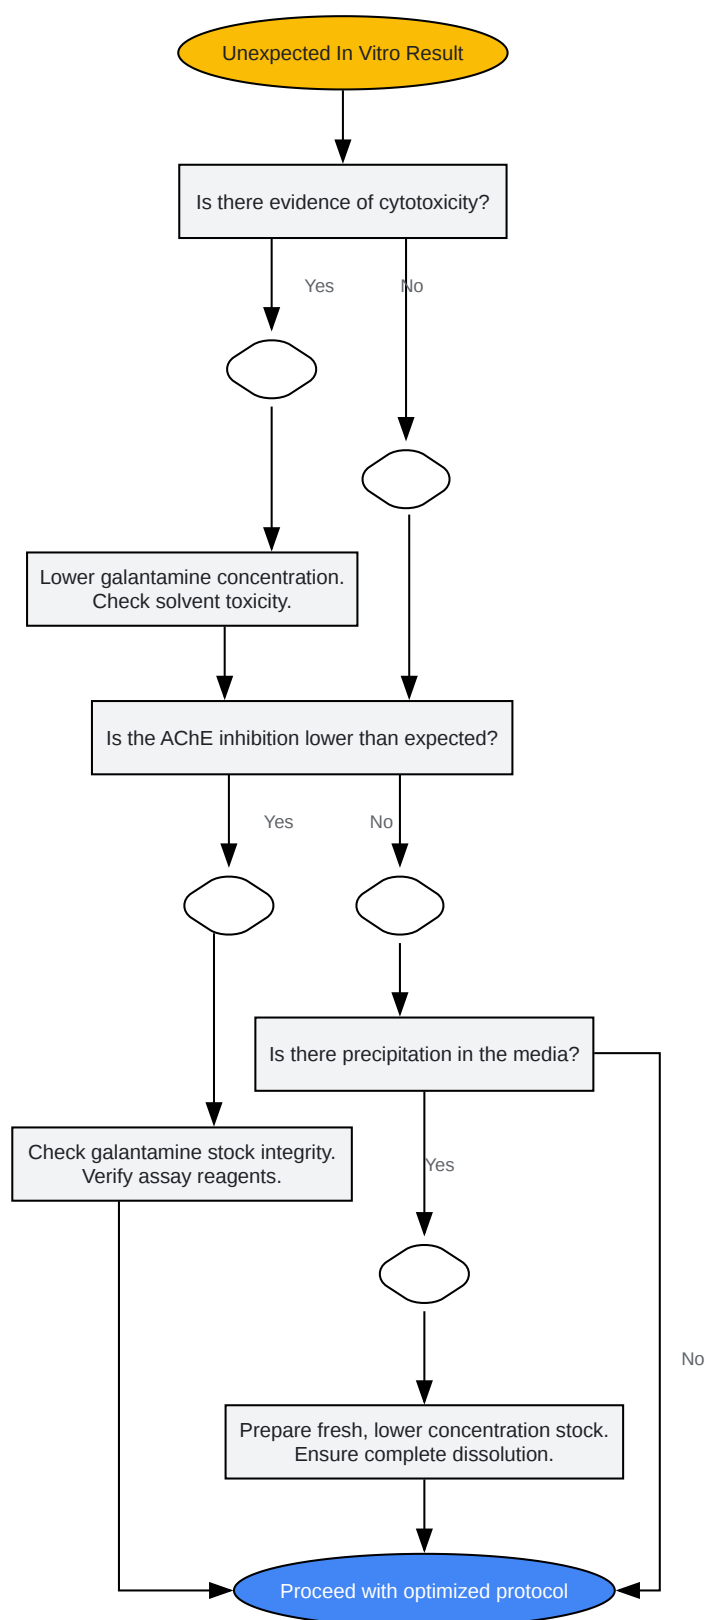 Unexpected In Vitro Result
Is there evidence of cytotoxicity?
Yes
No
Lower galantamine concentration.
Check solvent toxicity.
Is the AChE inhibition lower than expected?
Yes
No
Is there precipitation in the media?
Check galantamine stock integrity.
Verify assay reagents.
Yes
No
Prepare fresh, lower concentration stock.
Ensure complete dissolution.
Proceed with optimized protocol